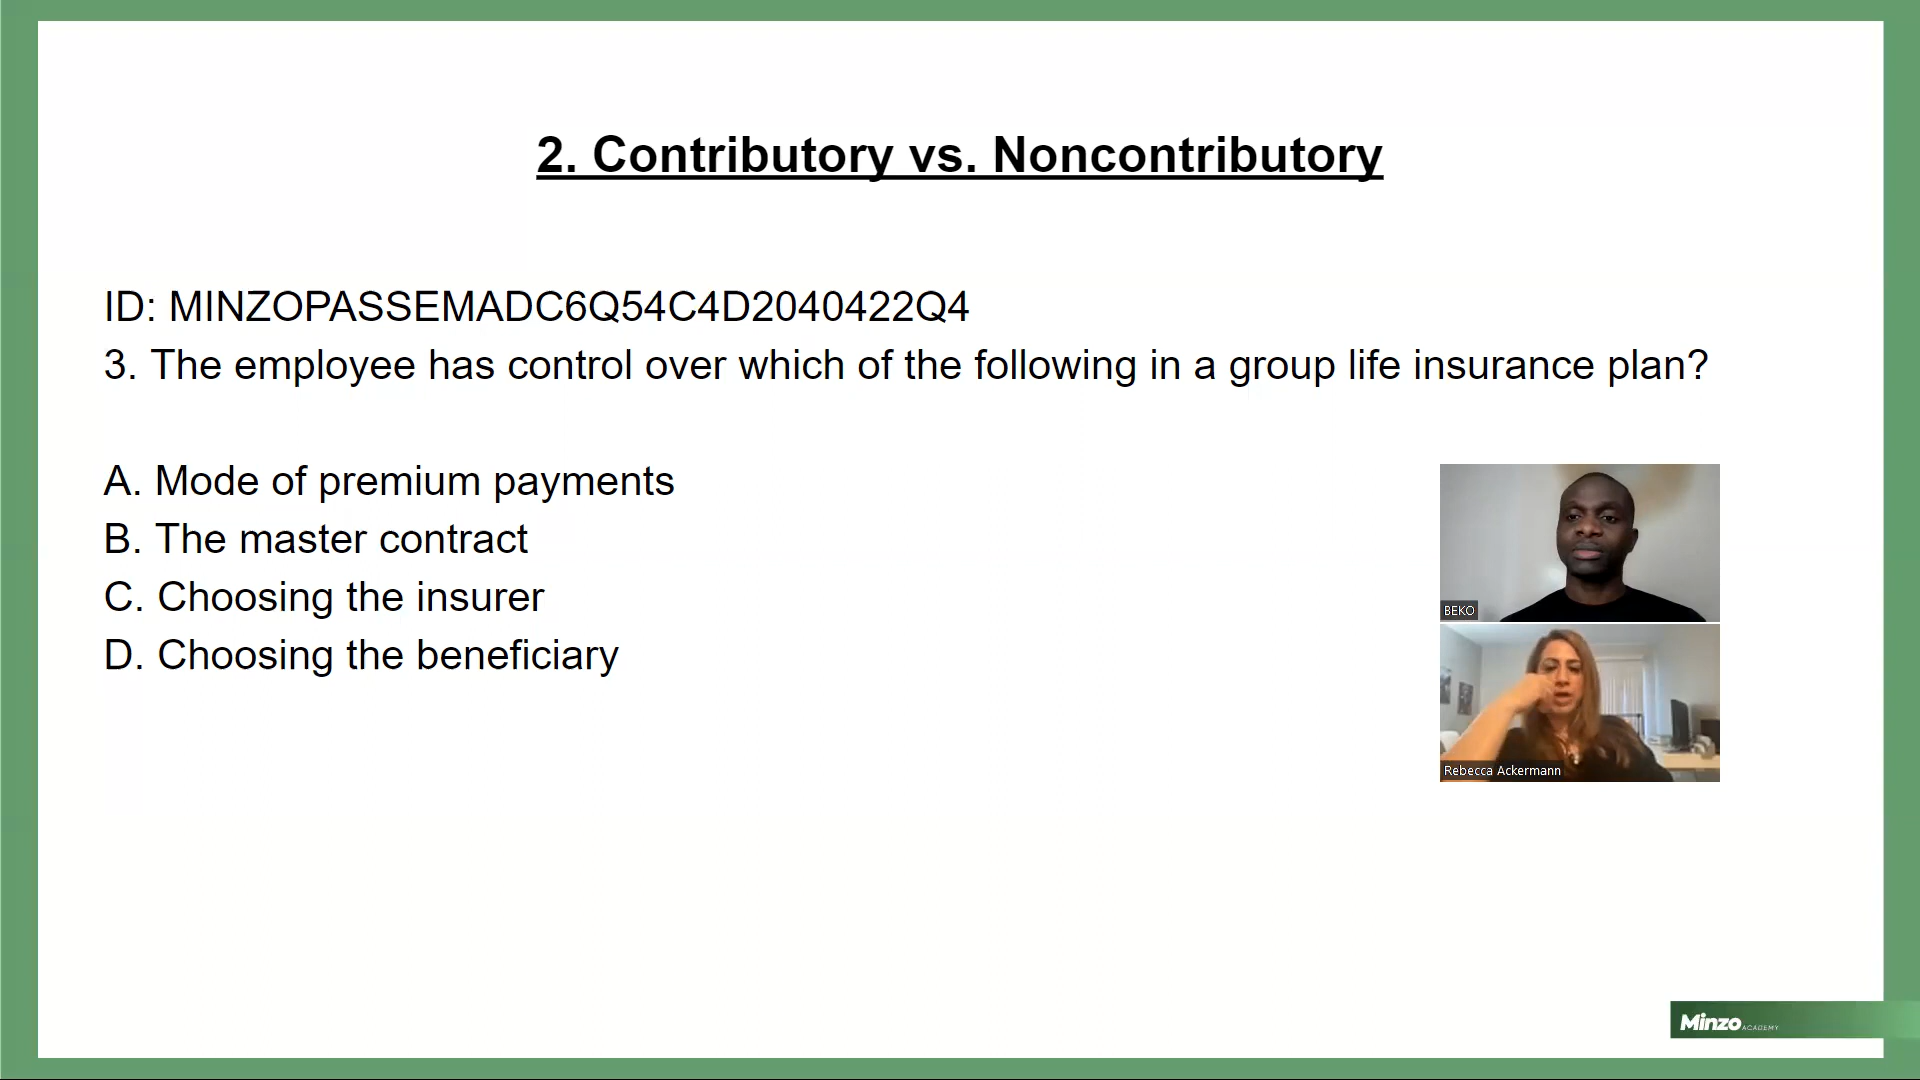 2. Contributory vs. Noncontributory
ID: MINZOPASSEMADC6Q54C4D2040422Q4
3. The employee has control over which of the following in a group life insurance plan?
A. Mode of premium payments
B. The master contract
C. Choosing the insurer
D. Choosing the beneficiary
BEKO
Rebecca Ackermann
Minzo ACADEMY